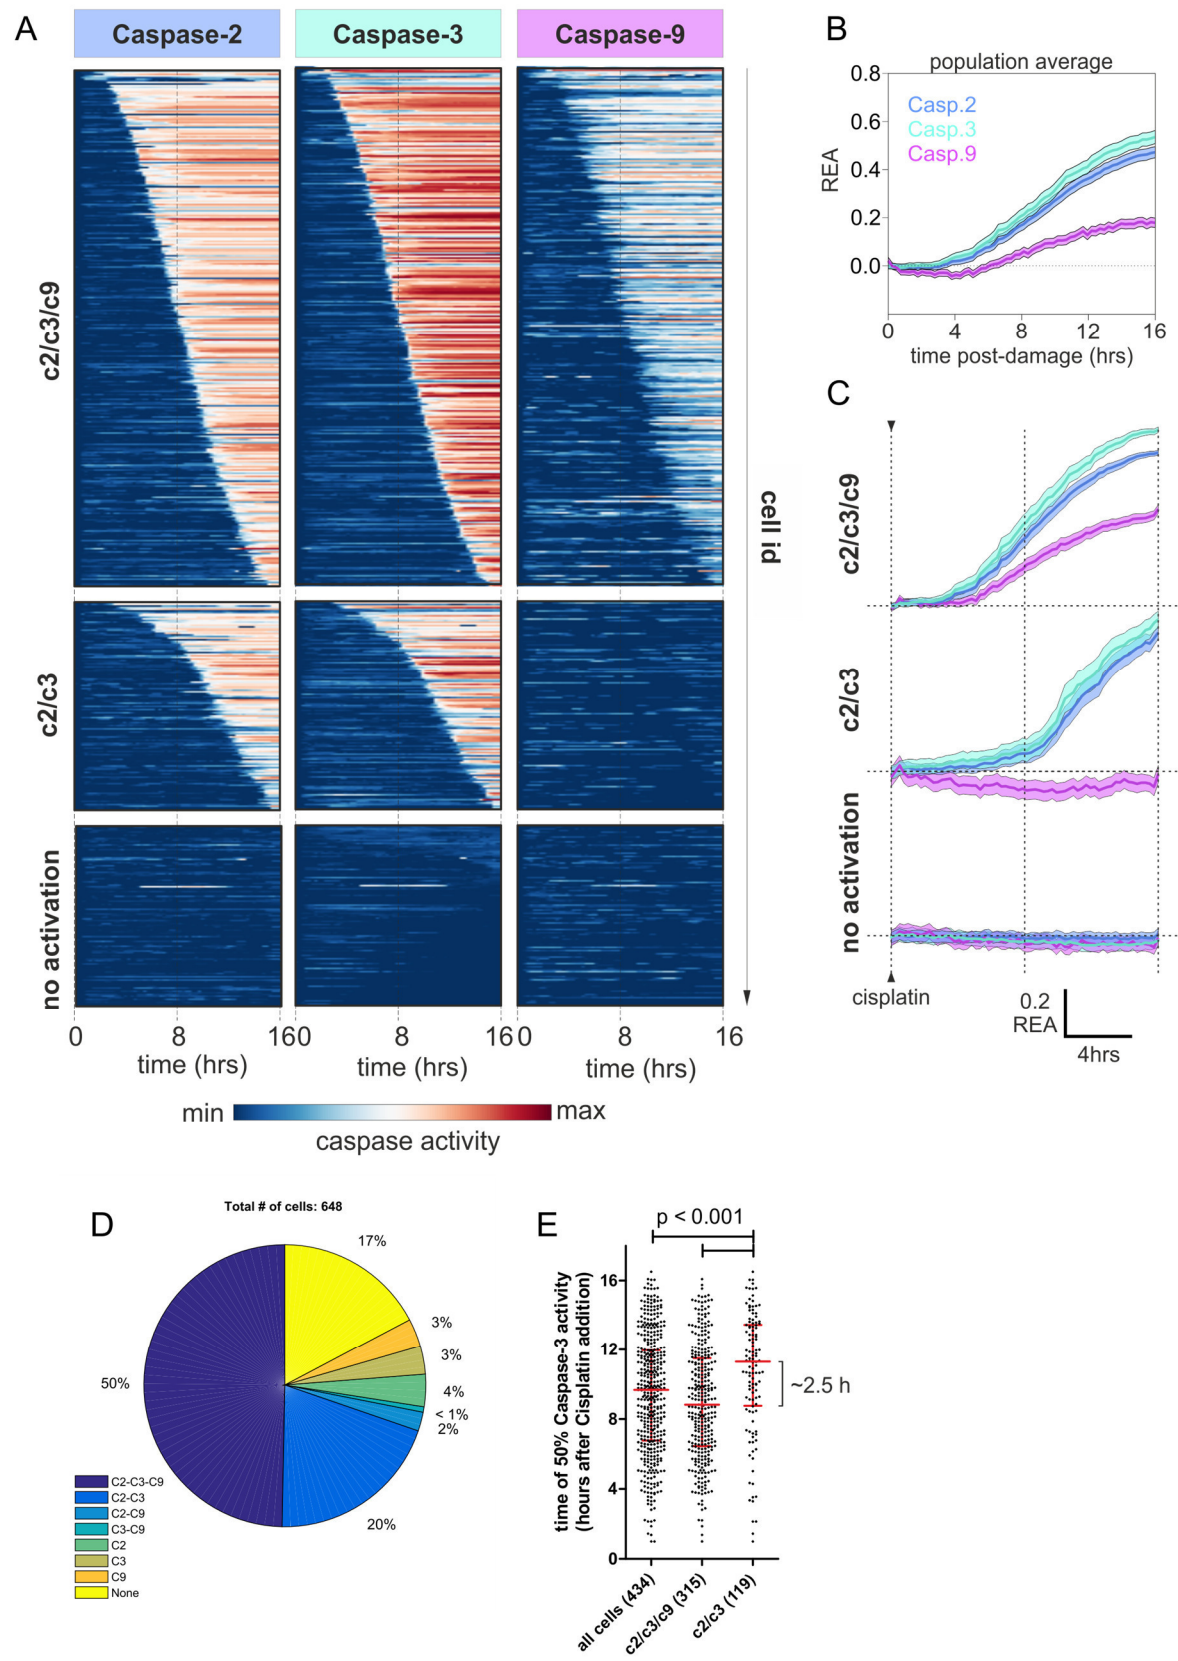 A
Caspase-2
Caspase-3
Caspase-9
c2/c3/c9
c2/c3
no activation
cell id
0
8
16
0
8
16
0
8
16
time (hrs)
time (hrs)
time (hrs)
min
max
caspase activity
B
population average
0.8
0.6
0.4
0.2
0.0
REA
Casp.2
Casp.3
Casp.9
0
4
8
12
16
time post-damage (hrs)
C
c2/c3/c9
c2/c3
no activation
cisplatin
0.2
REA
4hrs
D
Total # of cells: 648
17%
3%
3%
4%
< 1%
2%
20%
50%
C2-C3-C9
C2-C3
C2-C9
C3-C9
C2
C3
C9
None
E
p < 0.001
time of 50% Caspase-3 activity
(hours after Cisplatin addition)
16
12
8
4
0
~2.5 h
all cells (434)
c2/c3/c9 (315)
c2/c3 (119)